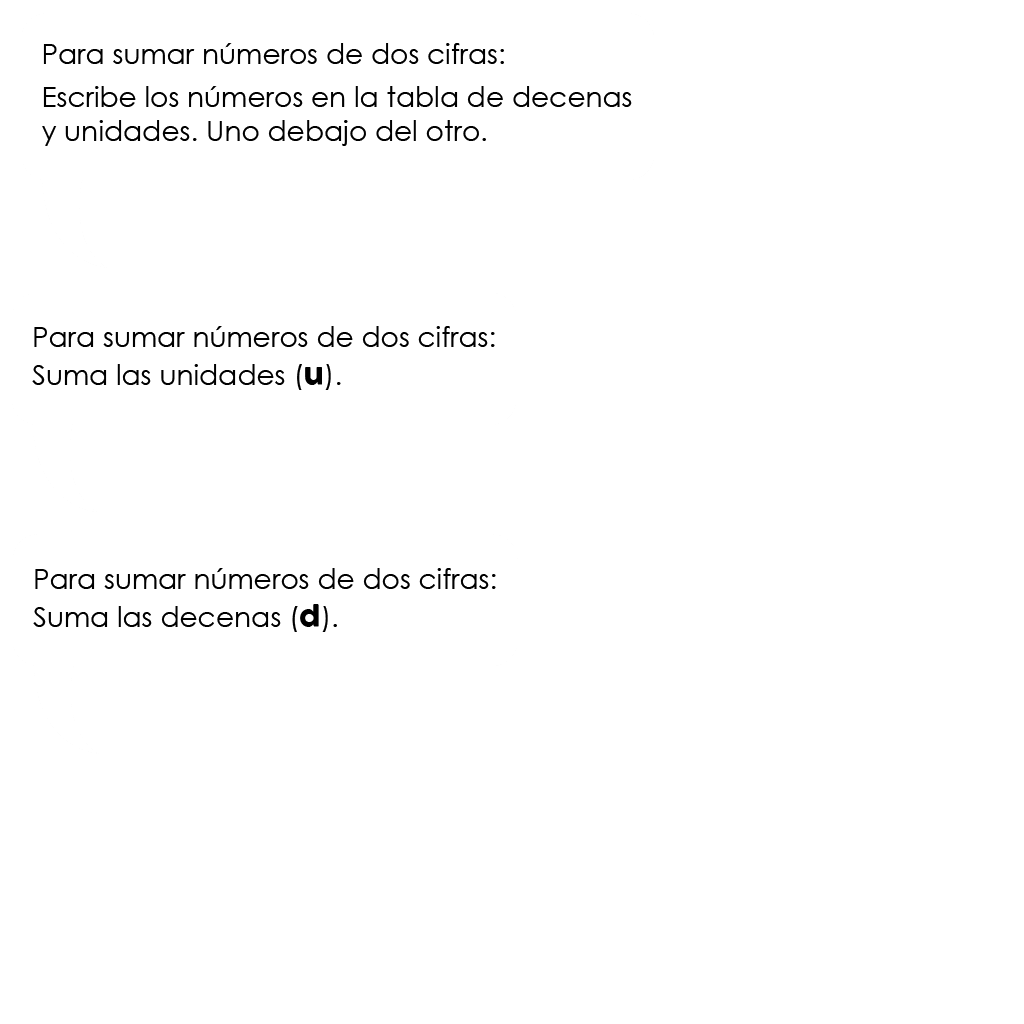 Para sumar números de dos cifras:
Escribe los números en la tabla de decenas
y unidades. Uno debajo del otro.
Para sumar números de dos cifras:
Suma las unidades (u).
Para sumar números de dos cifras:
Suma las decenas (d).